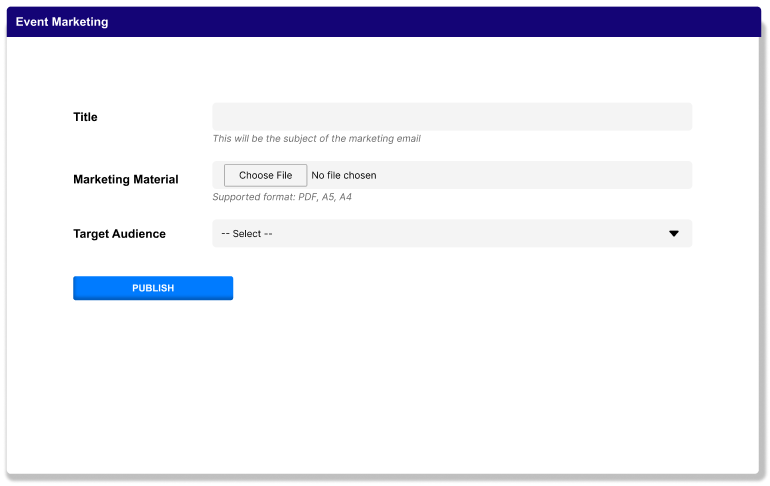 Event Marketing
Title
This will be the subject of the marketing email
Marketing Material
Choose File No file chosen
Supported format: PDF, A5, A4
Target Audience
-- Select --
PUBLISH